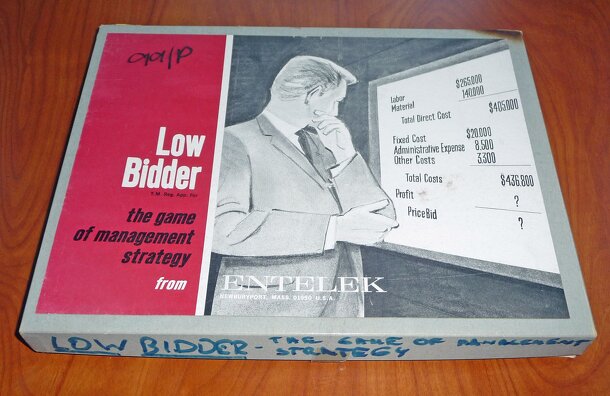 Low
Bidder
T.M. Reg. App. For
the game
of management
strategy
from
ENTELEK
NEWBURYPORT, MASS. 01950 U.S.A.
Labor $265,000
Material 140,000
Total Direct Cost $405,000
Fixed Cost $20,000
Administrative Expense 8,500
Other Costs 3,300
Total Costs $436,800
Profit ?
Price Bid ?
LOW BIDDER - THE GAME OF MANAGEMENT
STRATEGY